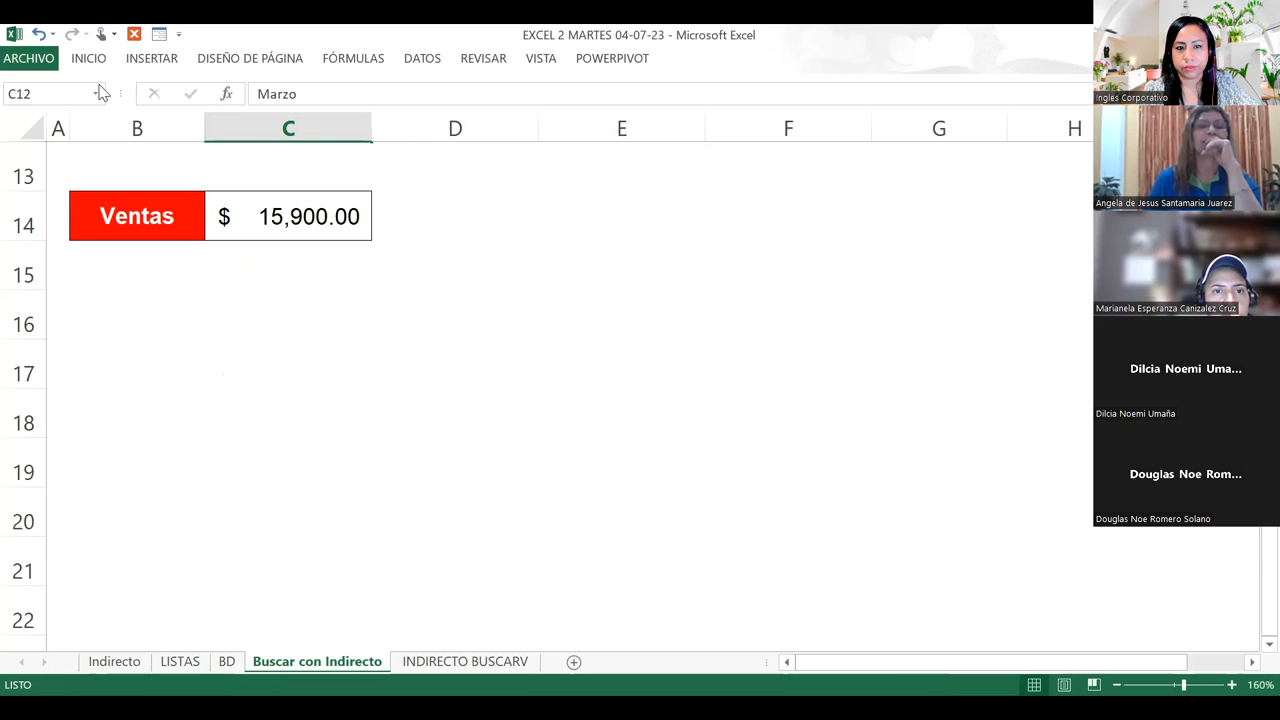 EXCEL 2 MARTES 04-07-23 - Microsoft Excel
ARCHIVO INICIO INSERTAR DISEÑO DE PÁGINA FÓRMULAS DATOS REVISAR VISTA POWERPIVOT
C12 fx Marzo
A B C D E F G H
13
14 Ventas $ 15,900.00
15
16
17
18
19
20
21
22
Indirecto LISTAS BD Buscar con Indirecto INDIRECTO BUSCARV
LISTO 160%
Ingles Corporativo
Angela de Jesus Santamaria Juarez
Marianela Esperanza Canizalez Cruz
Dilcia Noemi Uma...
Dilcia Noemi Umaña
Douglas Noe Rom...
Douglas Noe Romero Solano